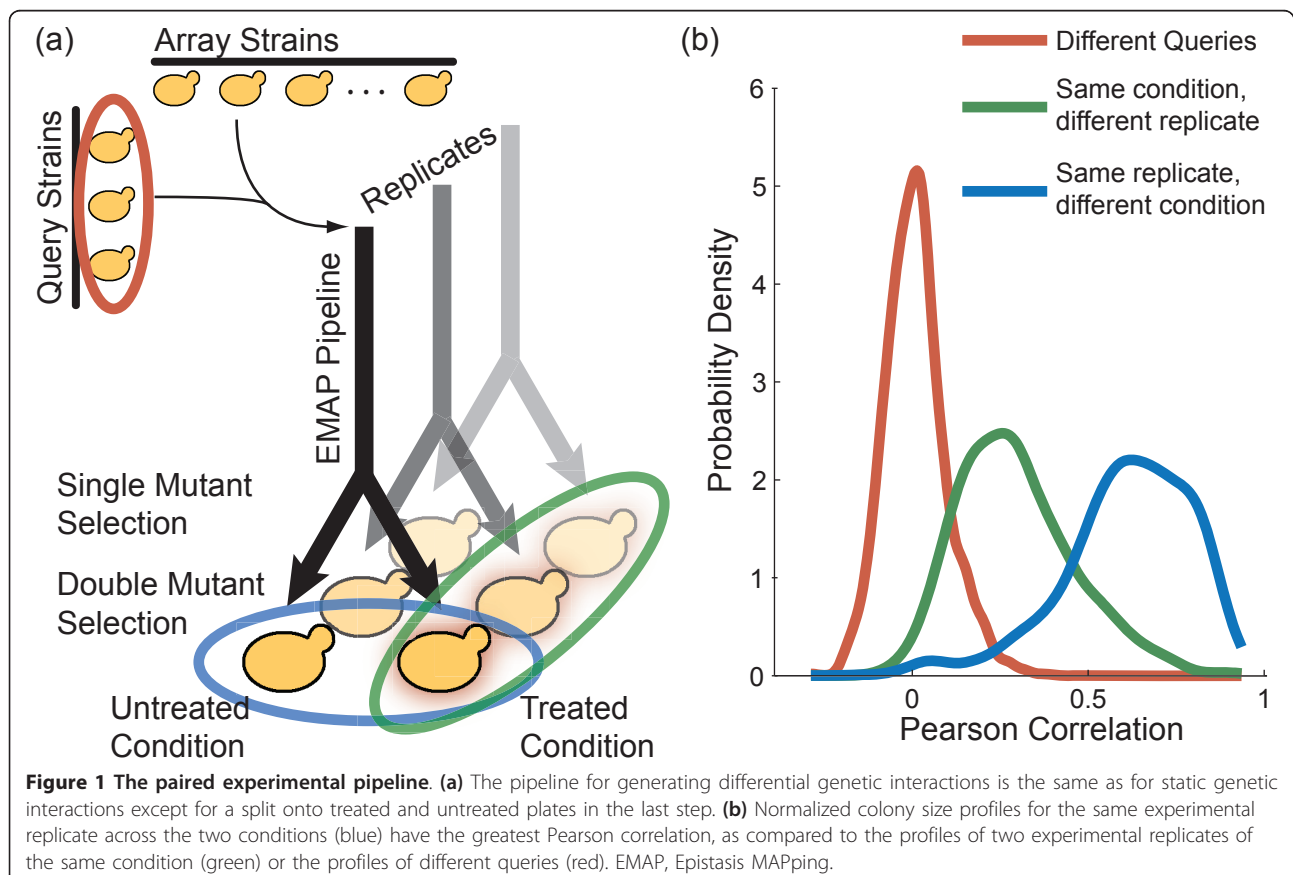 (a)
Array Strains
. . .
Query Strains
Replicates
EMAP Pipeline
Single Mutant
Selection
Double Mutant
Selection
Untreated
Condition
Treated
Condition
(b)
Different Queries
Same condition,
different replicate
Same replicate,
different condition
Probability Density
6
5
4
3
2
1
0
0
0.5
1
Pearson Correlation
Figure 1 The paired experimental pipeline. (a) The pipeline for generating differential genetic interactions is the same as for static genetic
interactions except for a split onto treated and untreated plates in the last step. (b) Normalized colony size profiles for the same experimental
replicate across the two conditions (blue) have the greatest Pearson correlation, as compared to the profiles of two experimental replicates of
the same condition (green) or the profiles of different queries (red). EMAP, Epistasis MAPping.